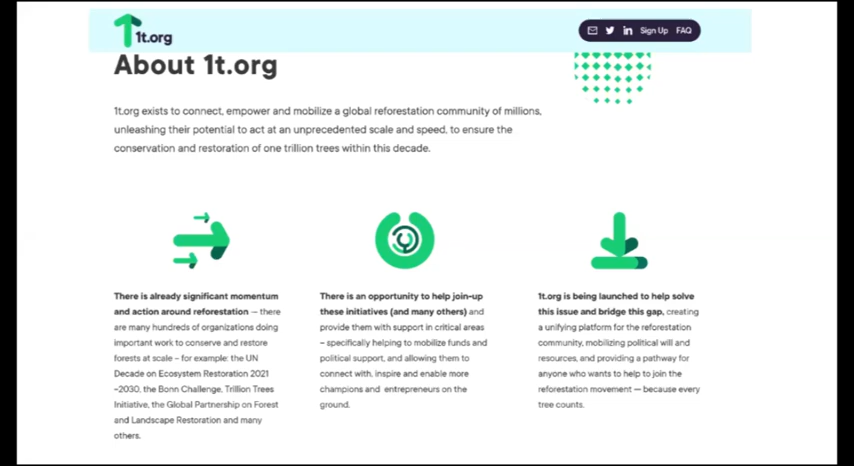 1t.org
Sign Up FAQ
About 1t.org
1t.org exists to connect, empower and mobilize a global reforestation community of millions,
unleashing their potential to act at an unprecedented scale and speed, to ensure the
conservation and restoration of one trillion trees within this decade.
There is already significant momentum
and action around reforestation — there
are many hundreds of organizations doing
important work to conserve and restore
forests at scale – for example: the UN
Decade on Ecosystem Restoration 2021
–2030, the Bonn Challenge, Trillion Trees
Initiative, the Global Partnership on Forest
and Landscape Restoration and many
others.
There is an opportunity to help join-up
these initiatives (and many others) and
provide them with support in critical areas
– specifically helping to mobilize funds and
political support, and allowing them to
connect with, inspire and enable more
champions and entrepreneurs on the
ground.
1t.org is being launched to help solve
this issue and bridge this gap, creating
a unifying platform for the reforestation
community, mobilizing political will and
resources, and providing a pathway for
anyone who wants to help to join the
reforestation movement — because every
tree counts.